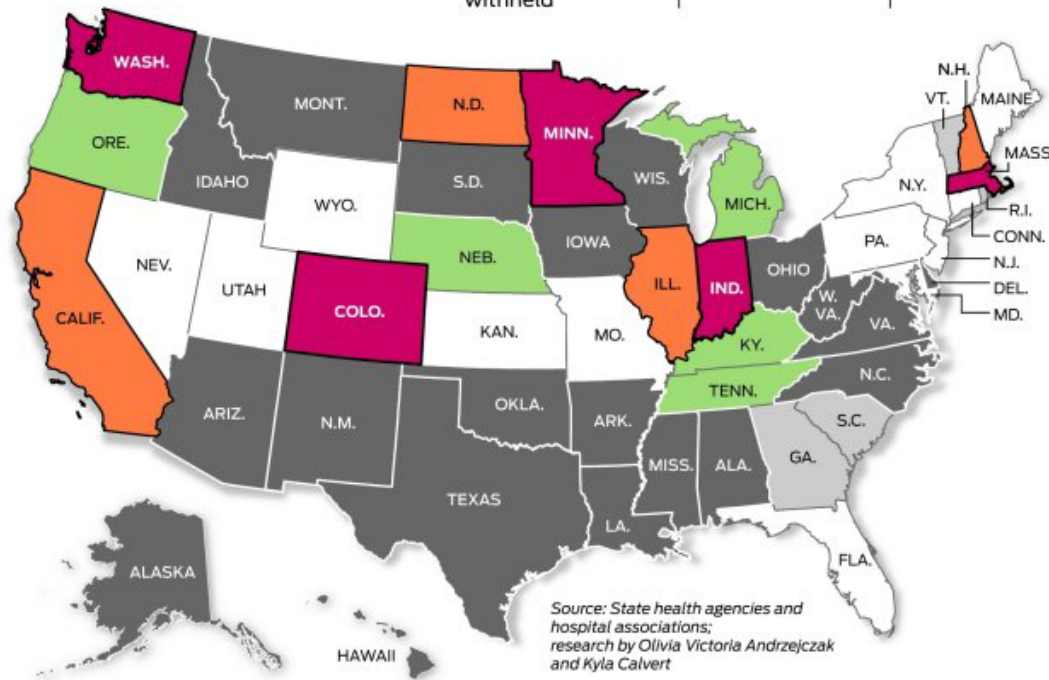 withheld
WASH.
MONT.
N.D.
MINN.
ORE.
IDAHO
S.D.
WIS.
MICH.
N.H.
VT.
MAINE
MASS
N.Y.
R.I.
CONN.
WYO.
NEB.
IOWA
PA.
N.J.
NEV.
UTAH
COLO.
ILL.
IND.
OHIO
DEL.
W.
VA.
MD.
CALIF.
KAN.
MO.
KY.
VA.
TENN.
N.C.
ARIZ.
N.M.
OKLA.
ARK.
S.C.
MISS.
ALA.
GA.
TEXAS
LA.
FLA.
ALASKA
HAWAII
Source: State health agencies and
hospital associations;
research by Olivia Victoria Andrzejczak
and Kyla Calvert